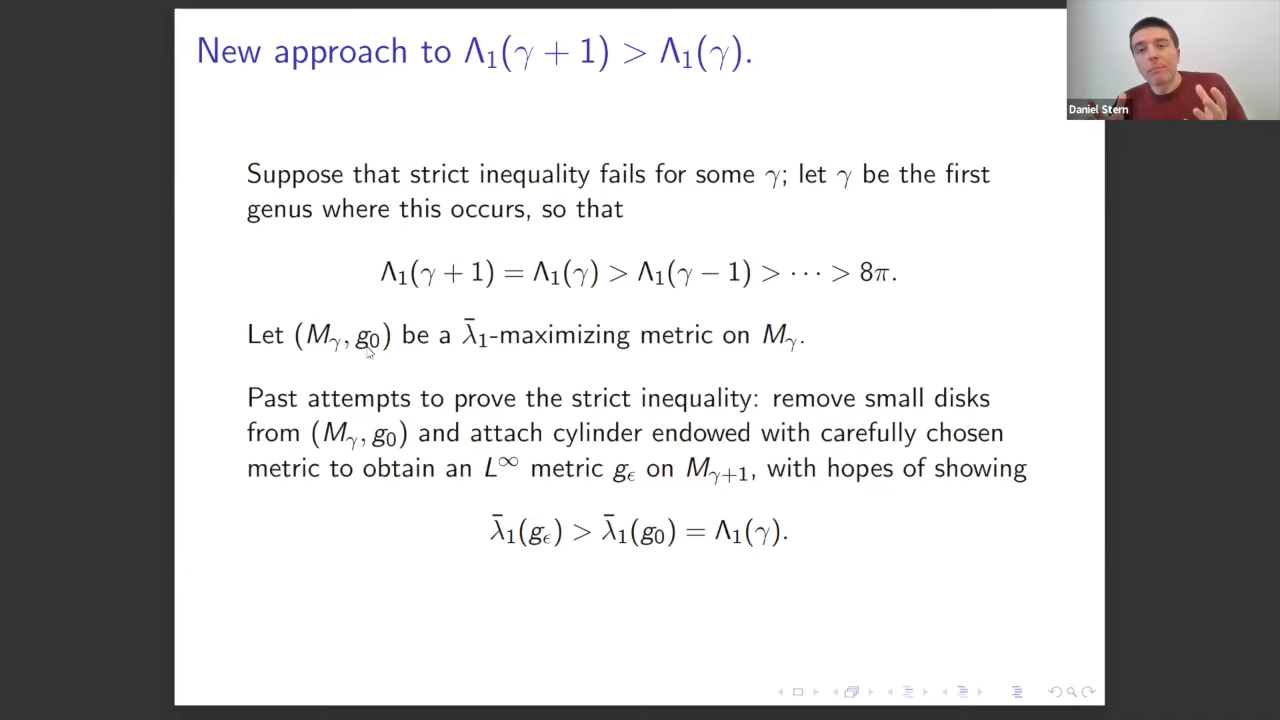 New approach to Λ₁(γ + 1) > Λ₁(γ).
Daniel Stern
Suppose that strict inequality fails for some γ; let γ be the first
genus where this occurs, so that
Λ₁(γ + 1) = Λ₁(γ) > Λ₁(γ − 1) > ⋯ > 8π.
Let (M_γ, g₀) be a λ̄₁-maximizing metric on M_γ.
Past attempts to prove the strict inequality: remove small disks
from (M_γ, g₀) and attach cylinder endowed with carefully chosen
metric to obtain an L^∞ metric g_ϵ on M_{γ+1}, with hopes of showing
λ̄₁(g_ϵ) > λ̄₁(g₀) = Λ₁(γ).